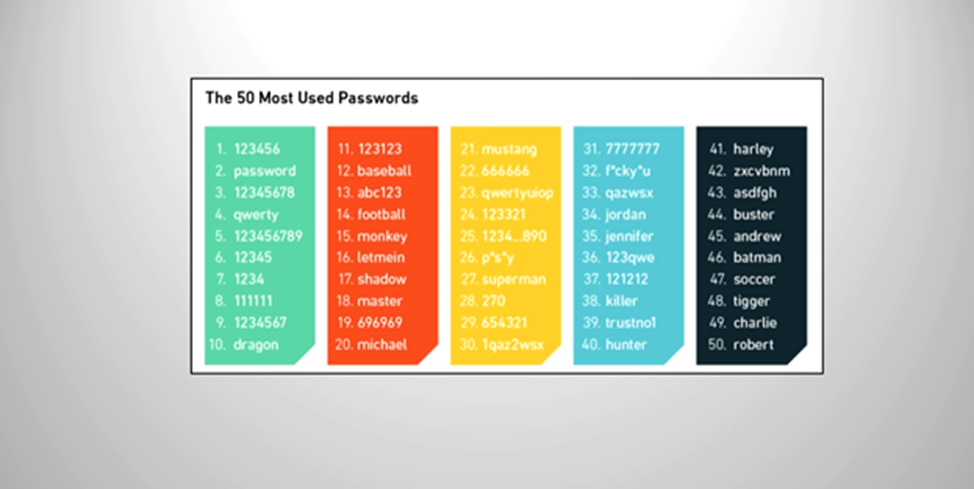 The 50 Most Used Passwords
1. 123456
2. password
3. 12345678
4. qwerty
5. 123456789
6. 12345
7. 1234
8. 111111
9. 1234567
10. dragon
11. 123123
12. baseball
13. abc123
14. football
15. monkey
16. letmein
17. shadow
18. master
19. 696969
20. michael
21. mustang
22. 666666
23. qwertyuiop
24. 123321
25. 1234...890
26. p*s*y
27. superman
28. 270
29. 654321
30. 1qaz2wsx
31. 7777777
32. f*cky*u
33. qazwsx
34. jordan
35. jennifer
36. 123qwe
37. 121212
38. killer
39. trustno1
40. hunter
41. harley
42. zxcvbnm
43. asdfgh
44. buster
45. andrew
46. batman
47. soccer
48. tigger
49. charlie
50. robert